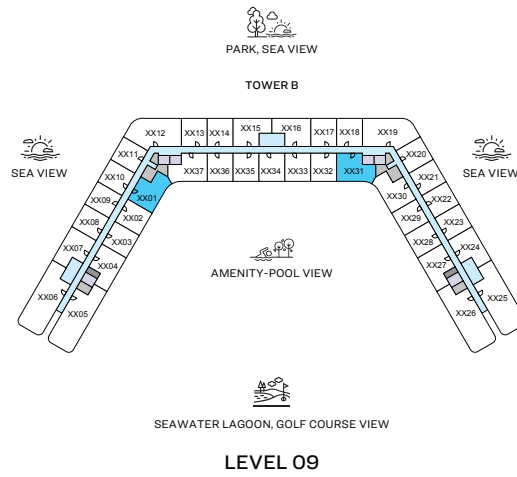 PARK, SEA VIEW
TOWER B
XX12 XX13 XX14 XX15 XX16 XX17 XX18 XX19
XX11 XX37 XX36 XX35 XX34 XX33 XX32 XX31 XX20
SEA VIEW
SEA VIEW
XX10 XX01 XX30 XX21
XX09 XX02 XX29 XX22
XX08 XX03 XX28 XX23
XX07 XX04 XX27 XX24
XX06 XX05 XX26 XX25
AMENITY-POOL VIEW
SEAWATER LAGOON, GOLF COURSE VIEW
LEVEL 09